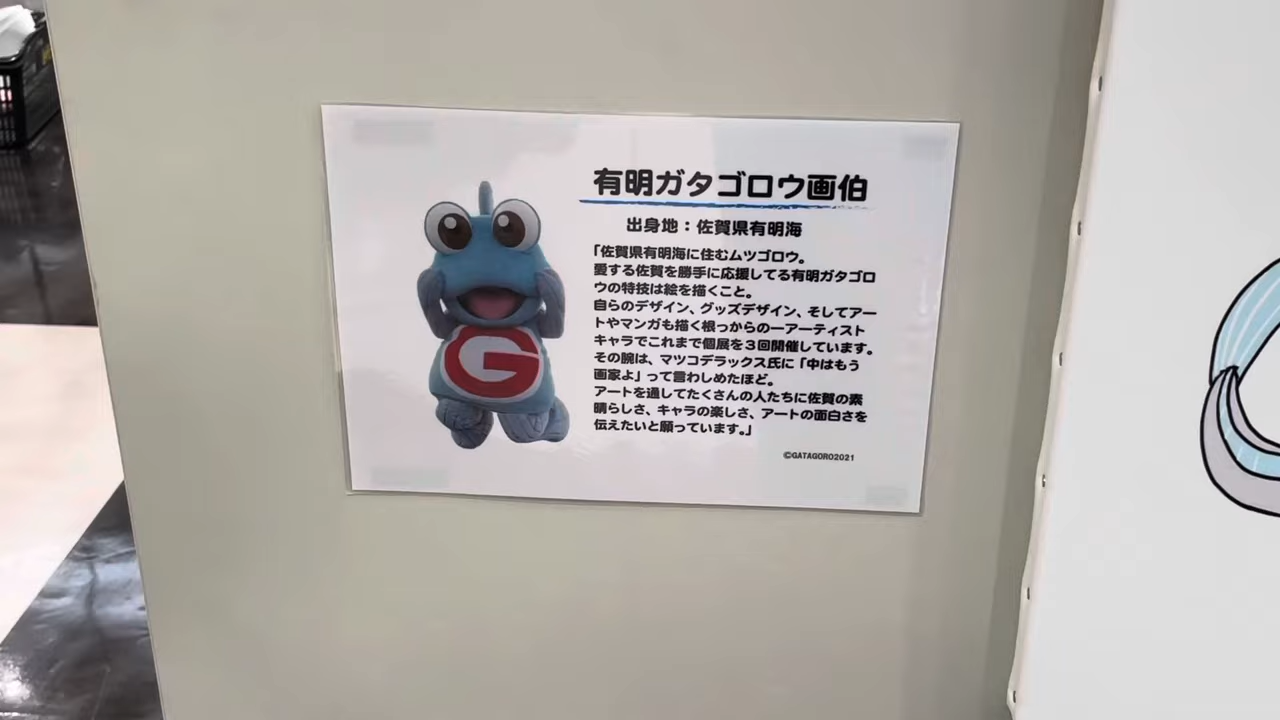 有明ガタゴロウ画伯
出身地：佐賀県有明海
「佐賀県有明海に住むムツゴロウ。
愛する佐賀を勝手に応援してる有明ガタゴロ
ウの特技は絵を描くこと。
自らのデザイン、グッズデザイン、そしてアー
トやマンガも描く根っからの一アーティスト
キャラでこれまで個展を３回開催しています。
その腕は、マツコデラックス氏に「中はもう
画家よ」って言わしめたほど。
アートを通してたくさんの人たちに佐賀の素
晴らしさ、キャラの楽しさ、アートの面白さを
伝えたいと願っています。」
©GATAGORO2021
G